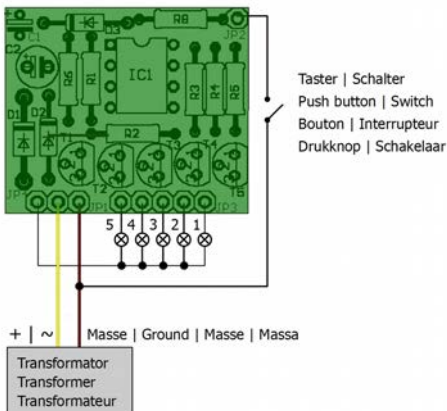 R8
D3
JP2
C1
C2
R6
R1
IC1
R3
R4
R5
D1
D2
R2
T1
T2
T3
T4
T5
JP1
JP3
5 4 3 2 1
Taster | Schalter
Push button | Switch
Bouton | Interrupteur
Drukknop | Schakelaar
+ | ~ Masse | Ground | Masse | Massa
Transformator
Transformer
Transformateur